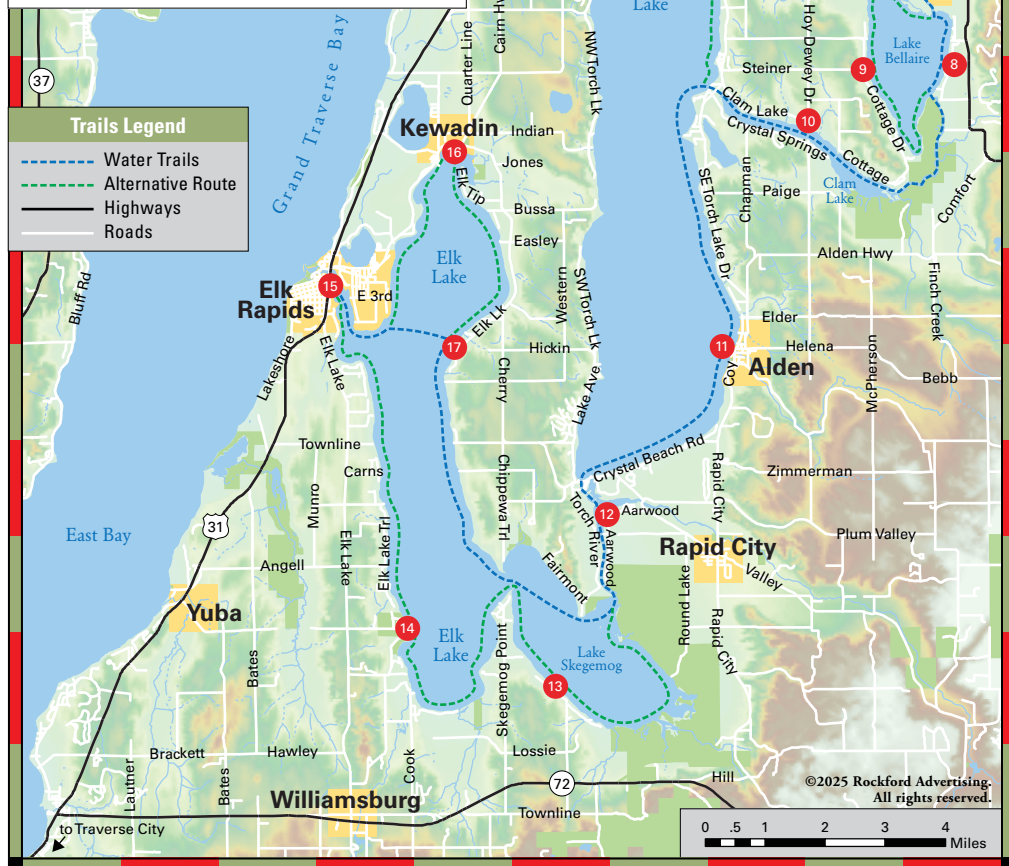 Lake
37
Grand Traverse Bay
Quarter Line
NW Torch Lk
Hoy Dewey Dr
Steiner
9
Lake
Bellaire
8
Trails Legend
Water Trails
Alternative Route
Highways
Roads
Kewadin
16
Indian
Jones
Elk Tip
Clam Lake
10
Crystal Springs
Cottage
Cottage Dr
Clam
Lake
Paige
Chapman
Comfort
SE Torch Lake Dr
Bussa
Easley
Elk
Lake
Alden Hwy
Finch Creek
Bluff Rd
Elk
Rapids
15
E 3rd
Western
SW Torch Lk
Elder
17
Elk Lk
Hickin
11
Helena
Alden
Coy
McPherson
Bebb
Lakeshore
Elk Lake
Cherry
Lake Ave
Townline
Carns
Crystal Beach Rd
Zimmerman
Munro
Chippewa Trl
Rapid City
31
East Bay
Elk Lake
Elk Lake Trl
Torch River
12
Aarwood
Aarwood
Plum Valley
Rapid City
Angell
Fairmont
Valley
Yuba
Round Lake
Rapid City
14
Elk
Lake
Skegemog Point
Lake
Skegemog
13
Bates
Brackett
Hawley
Lossie
Lautner
Bates
Cook
72
Hill
Williamsburg
Townline
to Traverse City
©2025 Rockford Advertising.
All rights reserved.
0 .5 1 2 3 4
Miles